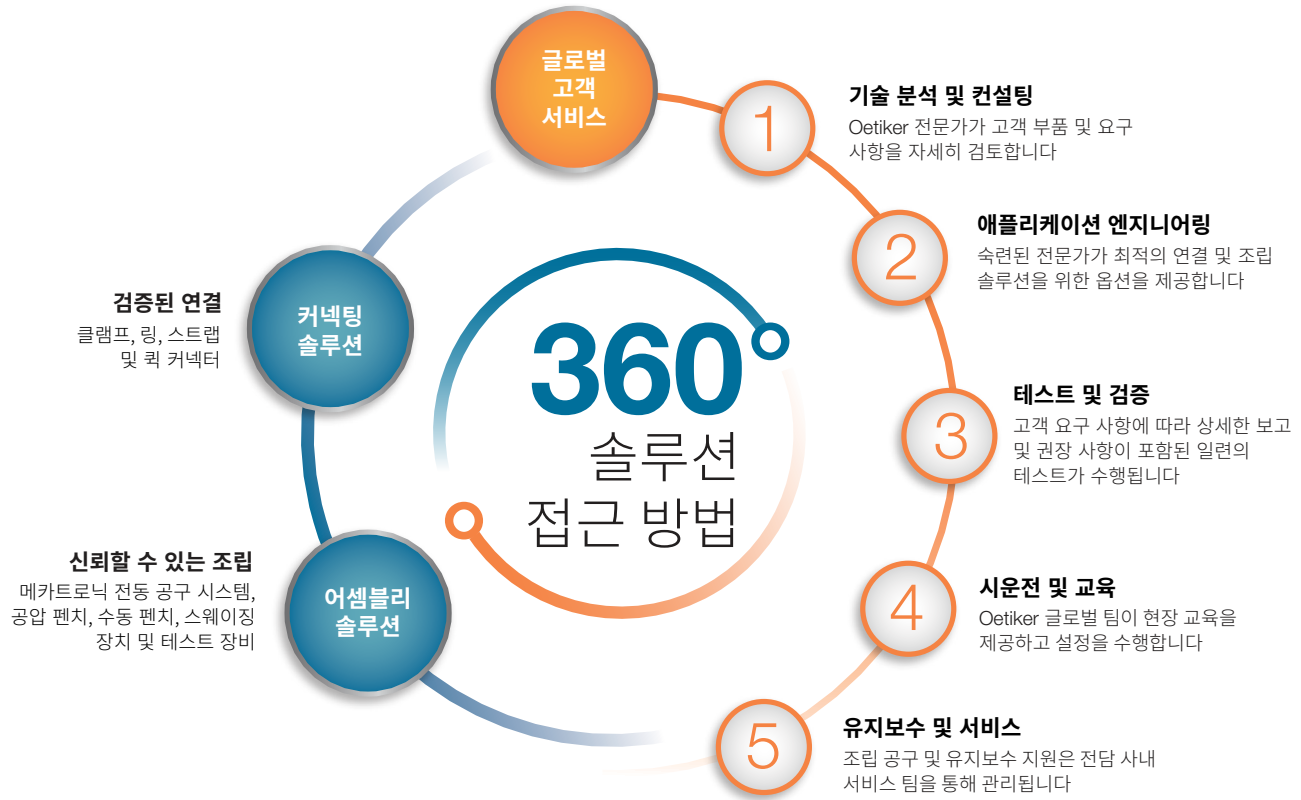 글로벌
고객
서비스
1
기술 분석 및 컨설팅
Oetiker 전문가가 고객 부품 및 요구
사항을 자세히 검토합니다
2
애플리케이션 엔지니어링
숙련된 전문가가 최적의 연결 및 조립
솔루션을 위한 옵션을 제공합니다
3
테스트 및 검증
고객 요구 사항에 따라 상세한 보고
및 권장 사항이 포함된 일련의
테스트가 수행됩니다
4
시운전 및 교육
Oetiker 글로벌 팀이 현장 교육을
제공하고 설정을 수행합니다
5
유지보수 및 서비스
조립 공구 및 유지보수 지원은 전담 사내
서비스 팀을 통해 관리됩니다
커넥팅
솔루션
검증된 연결
클램프, 링, 스트랩
및 퀵 커넥터
어셈블리
솔루션
신뢰할 수 있는 조립
메카트로닉 전동 공구 시스템,
공압 펜치, 수동 펜치, 스웨이징
장치 및 테스트 장비
360°
솔루션
접근 방법